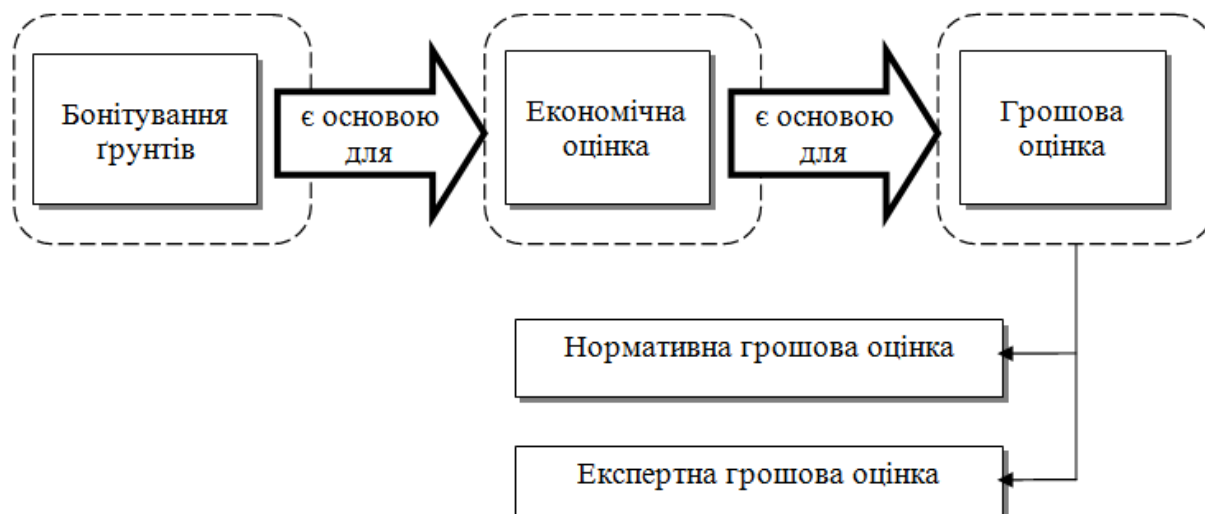 Бонітування
ґрунтів
є основою
для
Економічна
оцінка
є основою
для
Грошова
оцінка
Нормативна грошова оцінка
Експертна грошова оцінка